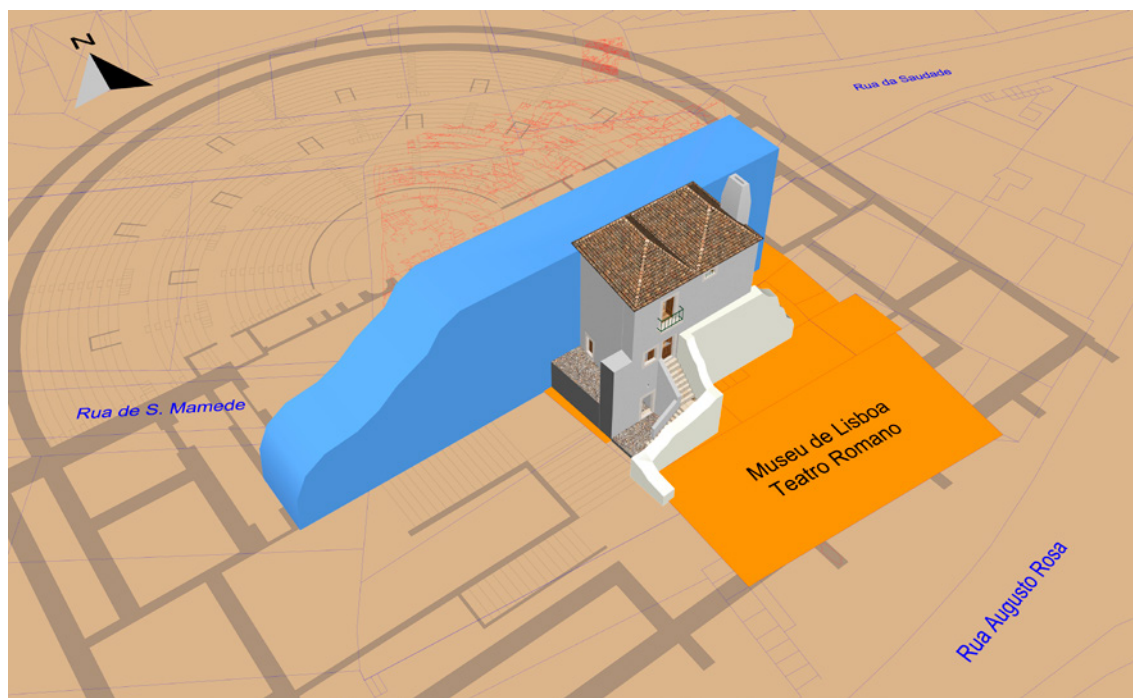 N
Rua da Saudade
Rua de S. Mamede
Museu de Lisboa
Teatro Romano
Rua Augusto Rosa